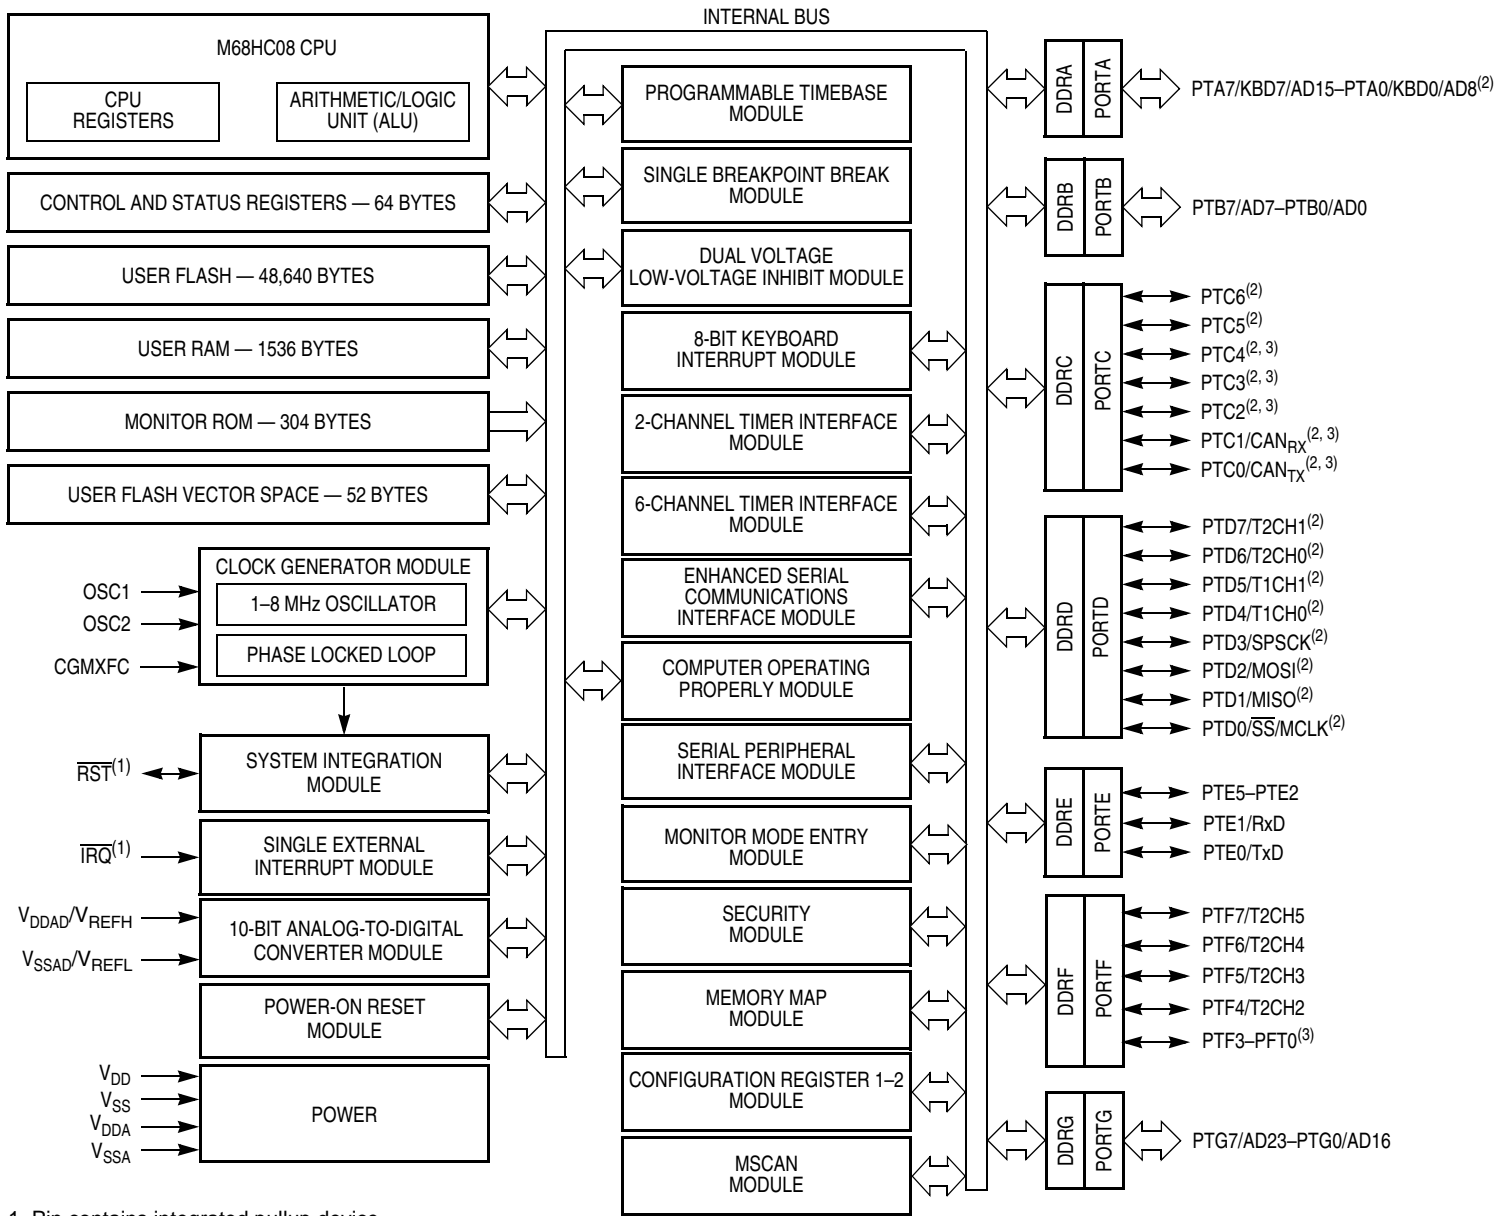 INTERNAL BUS
M68HC08 CPU
CPU
REGISTERS
ARITHMETIC/LOGIC
UNIT (ALU)
CONTROL AND STATUS REGISTERS — 64 BYTES
USER FLASH — 48,640 BYTES
USER RAM — 1536 BYTES
MONITOR ROM — 304 BYTES
USER FLASH VECTOR SPACE — 52 BYTES
OSC1
OSC2
CGMXFC
CLOCK GENERATOR MODULE
1–8 MHz OSCILLATOR
PHASE LOCKED LOOP
RST(1)
SYSTEM INTEGRATION
MODULE
IRQ(1)
SINGLE EXTERNAL
INTERRUPT MODULE
VDDAD/VREFH
VSSAD/VREFL
10-BIT ANALOG-TO-DIGITAL
CONVERTER MODULE
POWER-ON RESET
MODULE
VDD
VSS
VDDA
VSSA
POWER
PROGRAMMABLE TIMEBASE
MODULE
SINGLE BREAKPOINT BREAK
MODULE
DUAL VOLTAGE
LOW-VOLTAGE INHIBIT MODULE
8-BIT KEYBOARD
INTERRUPT MODULE
2-CHANNEL TIMER INTERFACE
MODULE
6-CHANNEL TIMER INTERFACE
MODULE
ENHANCED SERIAL
COMMUNICATIONS
INTERFACE MODULE
COMPUTER OPERATING
PROPERLY MODULE
SERIAL PERIPHERAL
INTERFACE MODULE
MONITOR MODE ENTRY
MODULE
SECURITY
MODULE
MEMORY MAP
MODULE
CONFIGURATION REGISTER 1–2
MODULE
MSCAN
MODULE
DDRA
PORTA
PTA7/KBD7/AD15–PTA0/KBD0/AD8(2)
DDRB
PORTB
PTB7/AD7–PTB0/AD0
DDRC
PORTC
PTC6(2)
PTC5(2)
PTC4(2, 3)
PTC3(2, 3)
PTC2(2, 3)
PTC1/CANRX(2, 3)
PTC0/CANTX(2, 3)
DDRD
PORTD
PTD7/T2CH1(2)
PTD6/T2CH0(2)
PTD5/T1CH1(2)
PTD4/T1CH0(2)
PTD3/SPSCK(2)
PTD2/MOSI(2)
PTD1/MISO(2)
PTD0/SS/MCLK(2)
DDRE
PORTE
PTE5–PTE2
PTE1/RxD
PTE0/TxD
DDRF
PORTF
PTF7/T2CH5
PTF6/T2CH4
PTF5/T2CH3
PTF4/T2CH2
PTF3–PFT0(3)
DDRG
PORTG
PTG7/AD23–PTG0/AD16